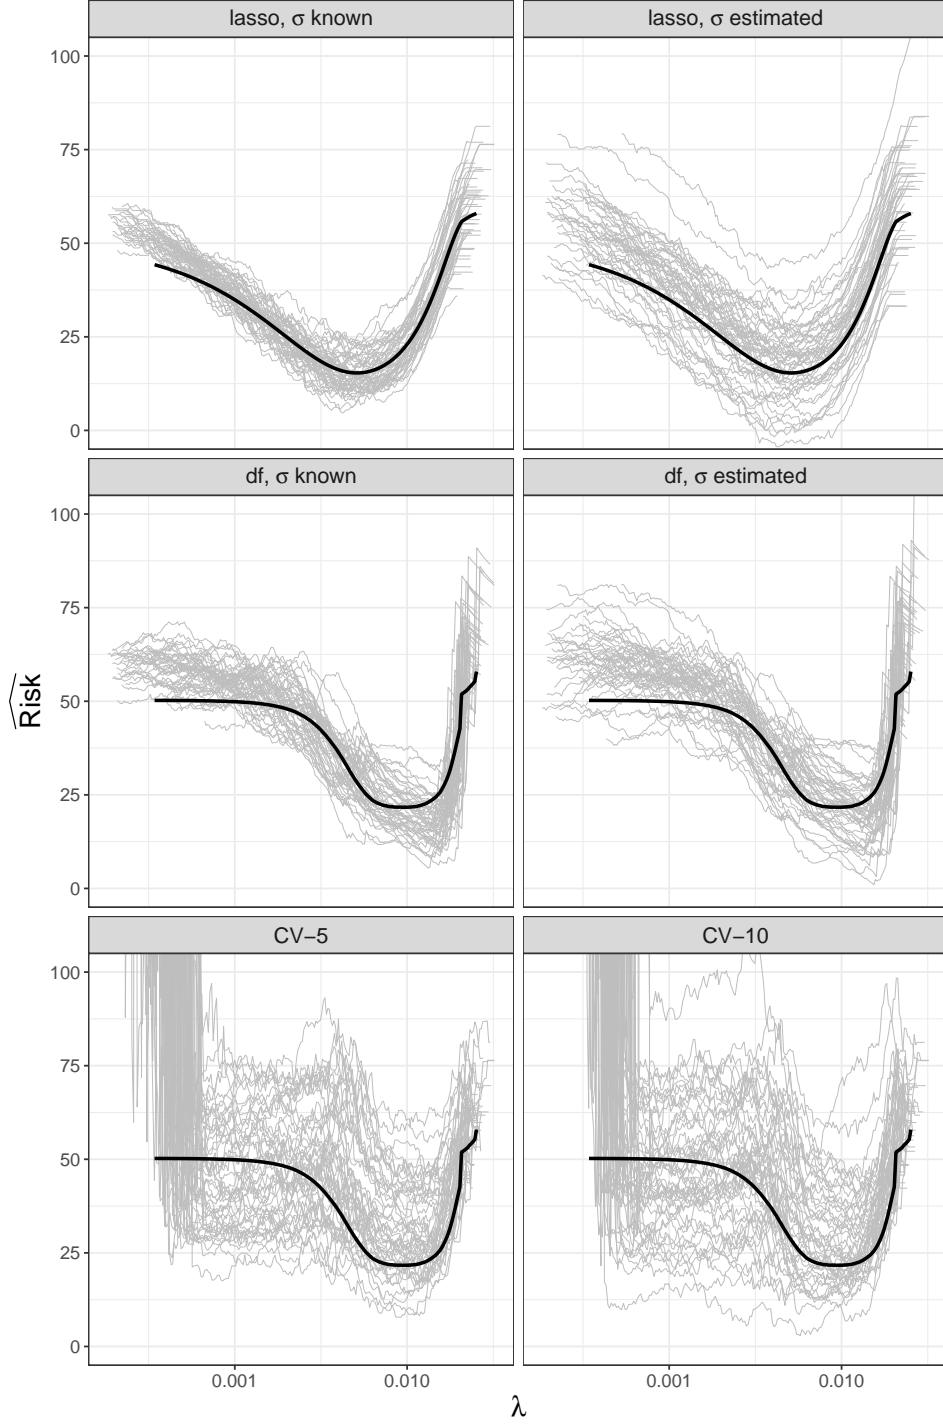 lasso, σ known
lasso, σ estimated
100
75
50
25
0
df, σ known
df, σ estimated
100
75
50
25
0
Risk
CV−5
CV−10
100
75
50
25
0
0.001
0.010
0.001
0.010
λ